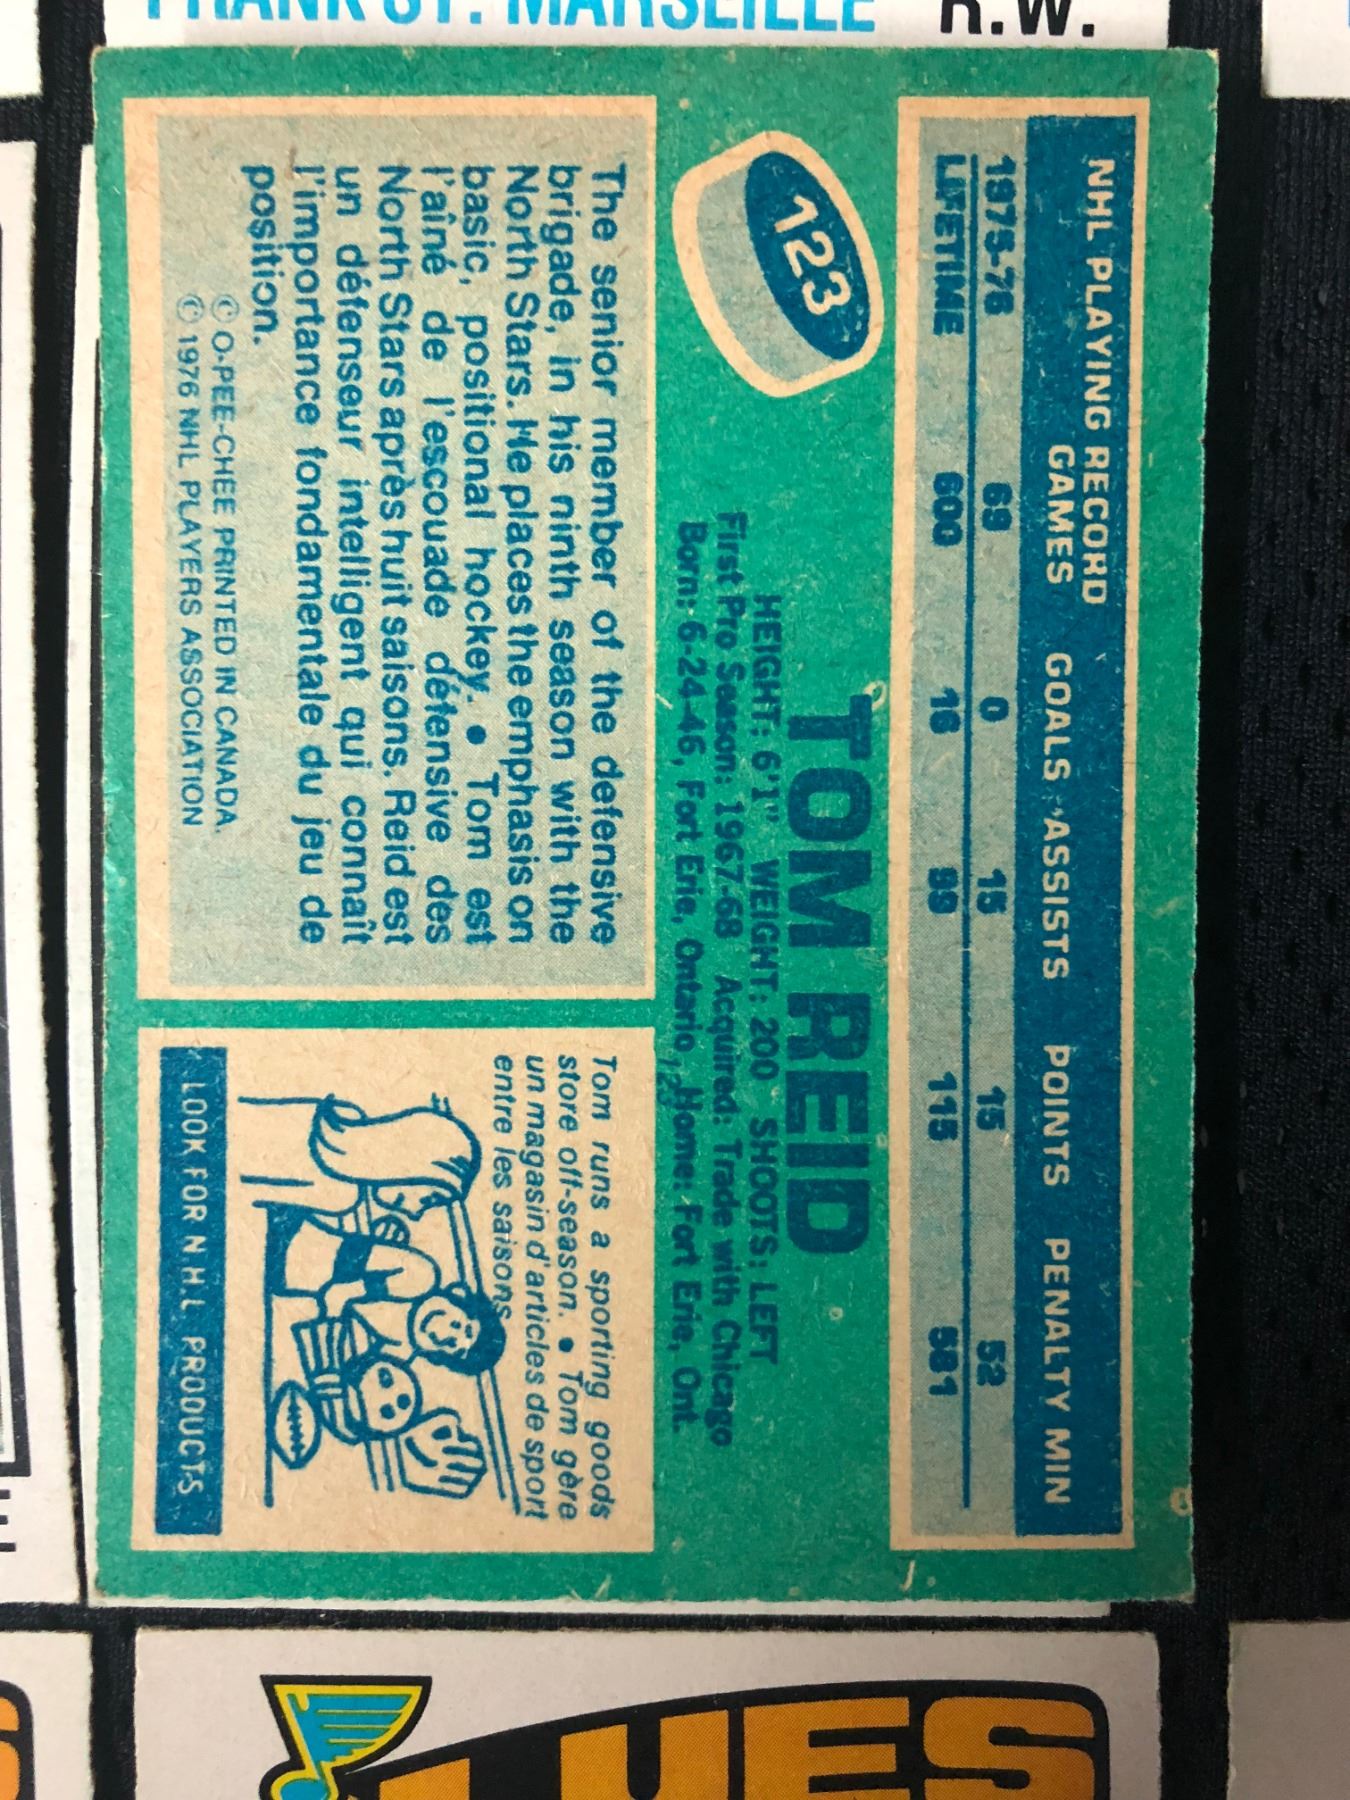 FRANK ST. MARSEILLE R.W.
NHL PLAYING RECORD
GAMES GOALS ASSISTS POINTS PENALTY MIN
1975-76 69 0 15 15 52
LIFETIME 600 16 99 115 581
123
TOM REID
HEIGHT: 6'1" WEIGHT: 200 SHOOTS: LEFT
First Pro Season: 1967-68 Acquired: Trade with Chicago
Born: 6-24-46, Fort Erie, Ontario, Home: Fort Erie, Ont.
The senior member of the defensive
brigade, in his ninth season with the
North Stars. He places the emphasis on
basic, positional hockey. • Tom est
l'aîné de l'escouade défensive des
North Stars après huit saisons. Reid est
un défenseur intelligent qui connaît
l'importance fondamentale du jeu de
position.
© O-PEE-CHEE PRINTED IN CANADA.
© 1976 NHL PLAYERS ASSOCIATION
Tom runs a sporting goods
store off-season. • Tom gère
un magasin d'articles de sport
entre les saisons.
LOOK FOR N.H.L PRODUCTS